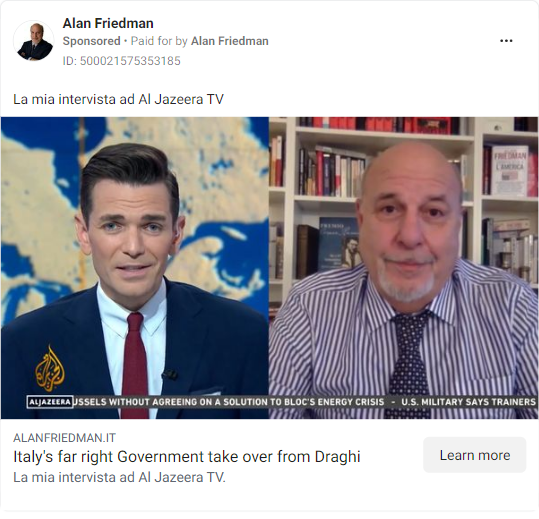 Alan Friedman
Sponsored • Paid for by Alan Friedman
ID: 500021575353185
La mia intervista ad Al Jazeera TV
FRIEDMAN
L'AMERICA
ALJAZEERA USSELS WITHOUT AGREEING ON A SOLUTION TO BLOC'S ENERGY CRISIS - U.S. MILITARY SAYS TRAINERS
ALANFRIEDMAN.IT
Italy's far right Government take over from Draghi
La mia intervista ad Al Jazeera TV.
Learn more